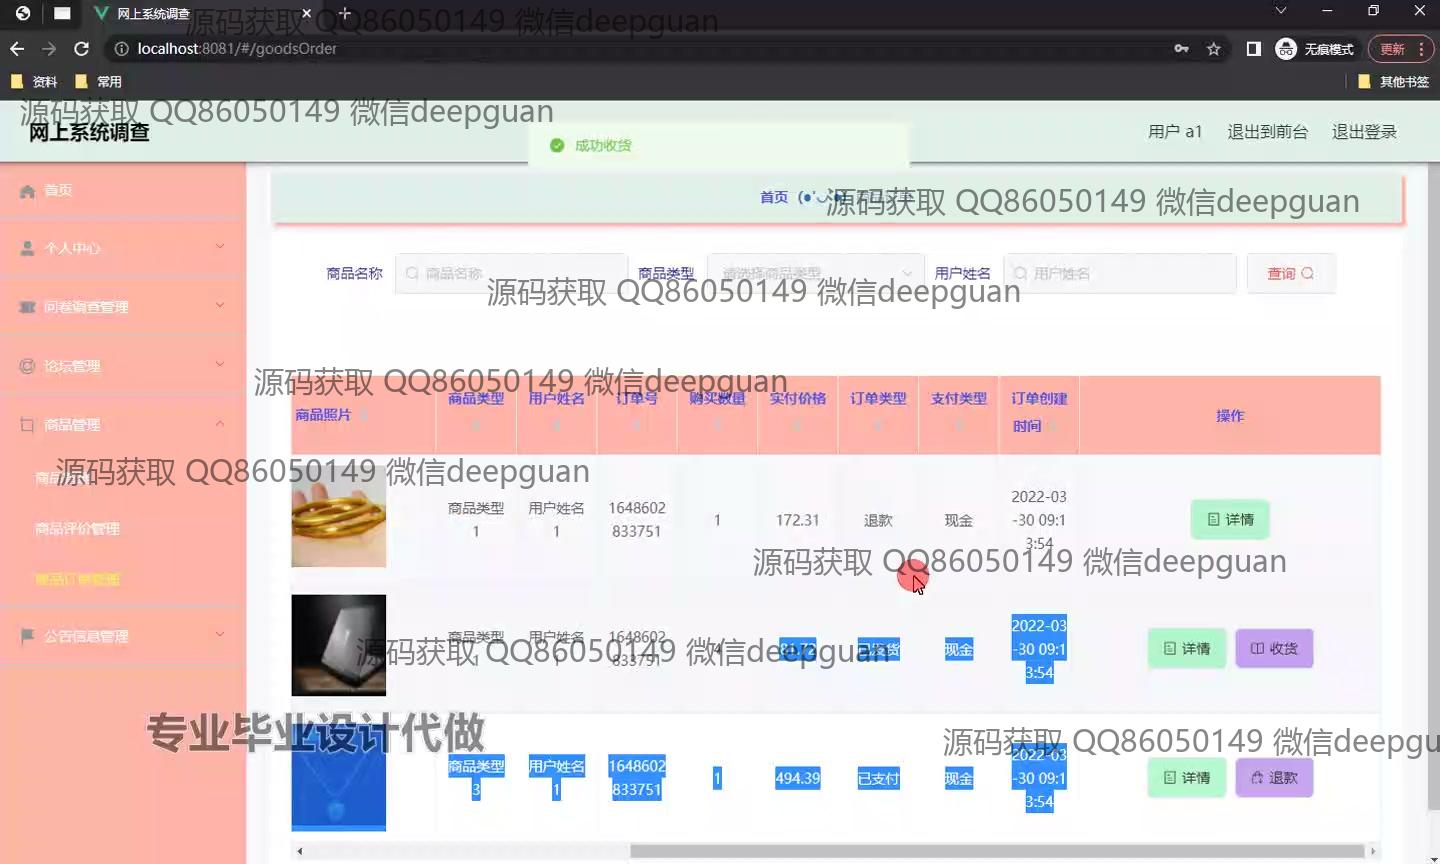 网上系统调查
源码获取 QQ86050149 微信deepguan
localhost:8081/#/goodsOrder
无痕模式
更新
资料
常用
其他书签
源码获取 QQ86050149 微信deepguan
网上系统调查
成功收货
用户 a1
退出到前台
退出登录
首页
首页
源码获取 QQ86050149 微信deepguan
个人中心
商品名称
商品名称
商品类型
请选择商品类型
用户姓名
用户姓名
查询
源码获取 QQ86050149 微信deepguan
问卷调查管理
论坛管理
源码获取 QQ86050149 微信deepguan
商品照片
商品类型
用户姓名
订单号
购买数量
实付价格
订单类型
支付类型
订单创建
时间
操作
商品管理
源码获取 QQ86050149 微信deepguan
商品评价管理
商品订单管理
公告信息管理
商品类型
1
用户姓名
1
1648602
833751
1
172.31
退款
现金
2022-03
-30 09:1
3:54
详情
源码获取 QQ86050149 微信deepguan
商品类型
1
用户姓名
1
1648602
833751
现金
2022-03
-30 09:1
3:54
详情
收货
源码获取 QQ86050149 微信deepguan
专业毕业设计代做
商品类型
3
用户姓名
1
1648602
833751
1
494.39
已支付
现金
2022-03
-30 09:1
3:54
详情
退款
源码获取 QQ86050149 微信deepgu